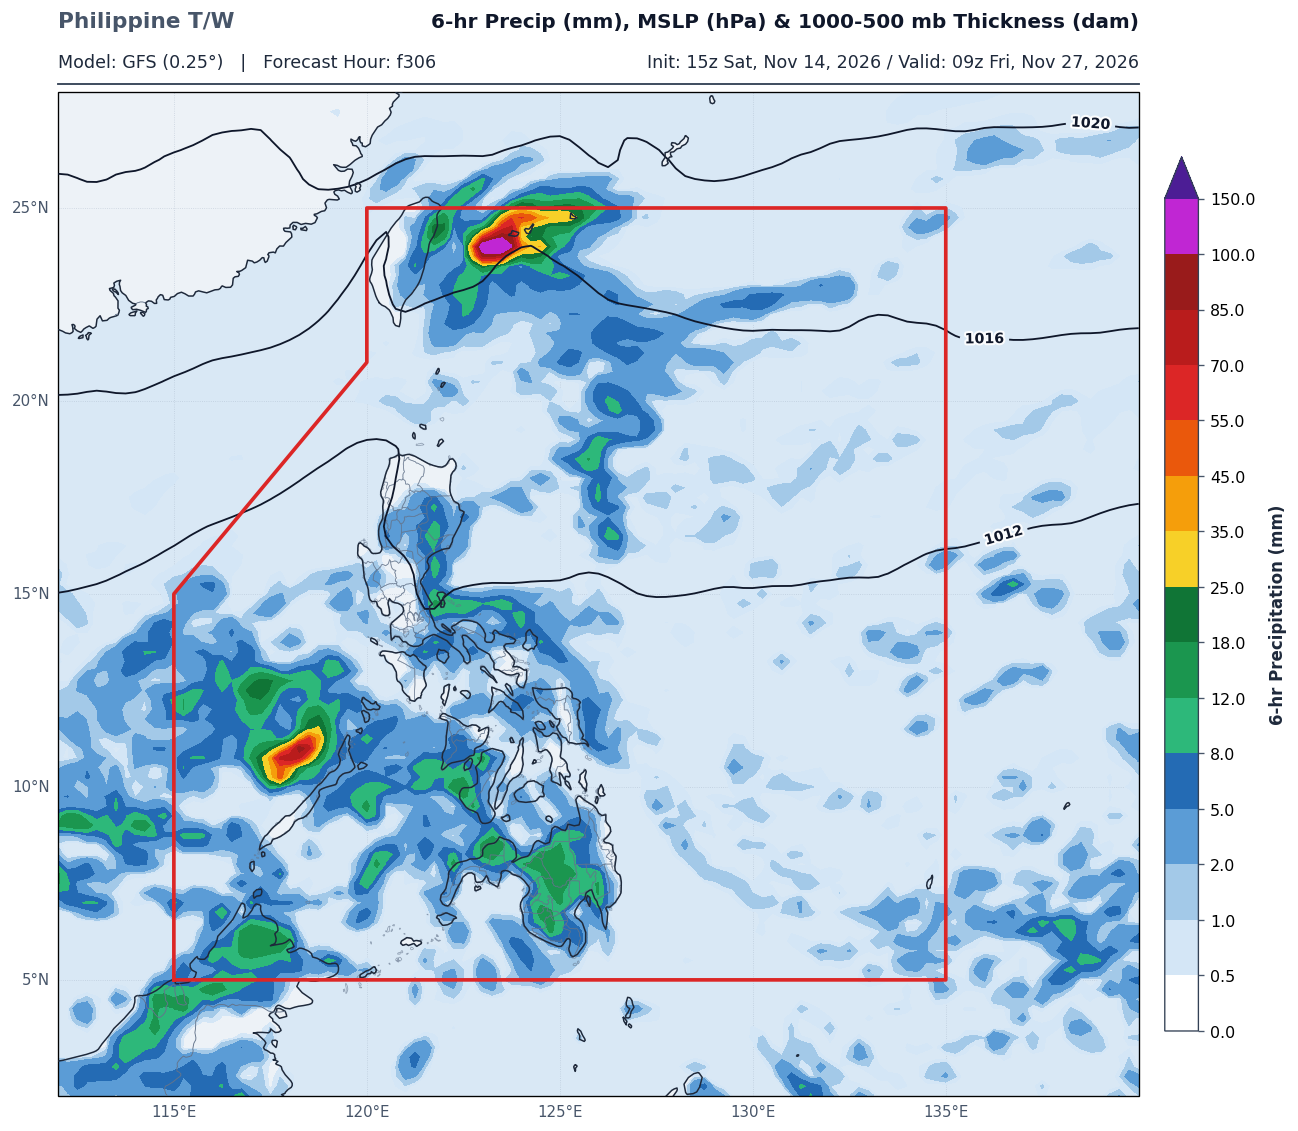 Philippine T/W
6-hr Precip (mm), MSLP (hPa) & 1000-500 mb Thickness (dam)
Model: GFS (0.25°) | Forecast Hour: f306
Init: 15z Sat, Nov 14, 2026 / Valid: 09z Fri, Nov 27, 2026
1020
1016
1012
25°N
20°N
15°N
10°N
5°N
115°E
120°E
125°E
130°E
135°E
150.0
100.0
85.0
70.0
55.0
45.0
35.0
25.0
18.0
12.0
8.0
5.0
2.0
1.0
0.5
0.0
6-hr Precipitation (mm)